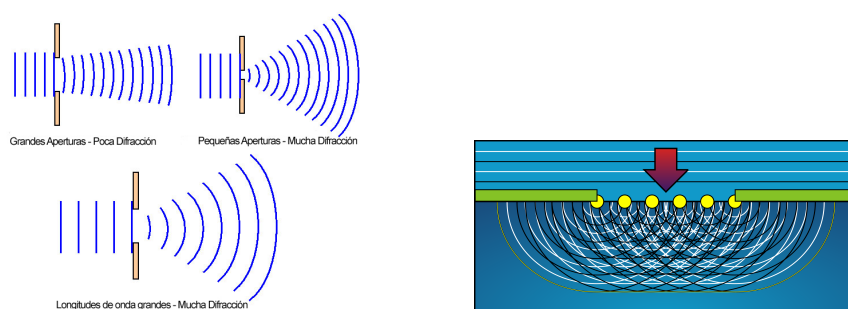 Grandes Aperturas - Poca Difracción
Pequeñas Aperturas - Mucha Difracción
Longitudes de onda grandes - Mucha Difracción